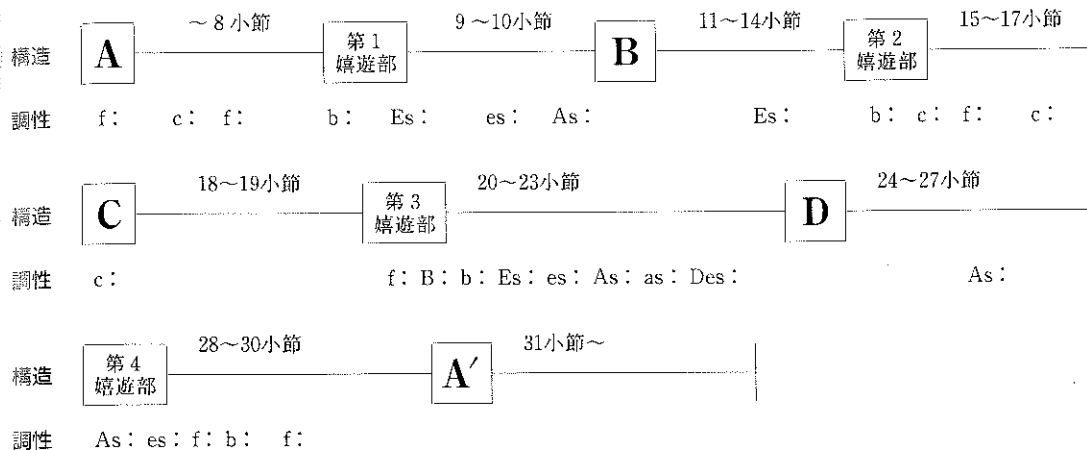 ～8小節 9～10小節 11～14小節 15～17小節
構造 A 第1嬉遊部 B 第2嬉遊部
調性 f： c： f： b： Es： es： As： Es： b： c： f： c：
18～19小節 20～23小節 24～27小節
構造 C 第3嬉遊部 D
調性 c： f： B： b： Es： es： As： as： Des： As：
28～30小節 31小節～
構造 第4嬉遊部 A′
調性 As： es： f： b： f：